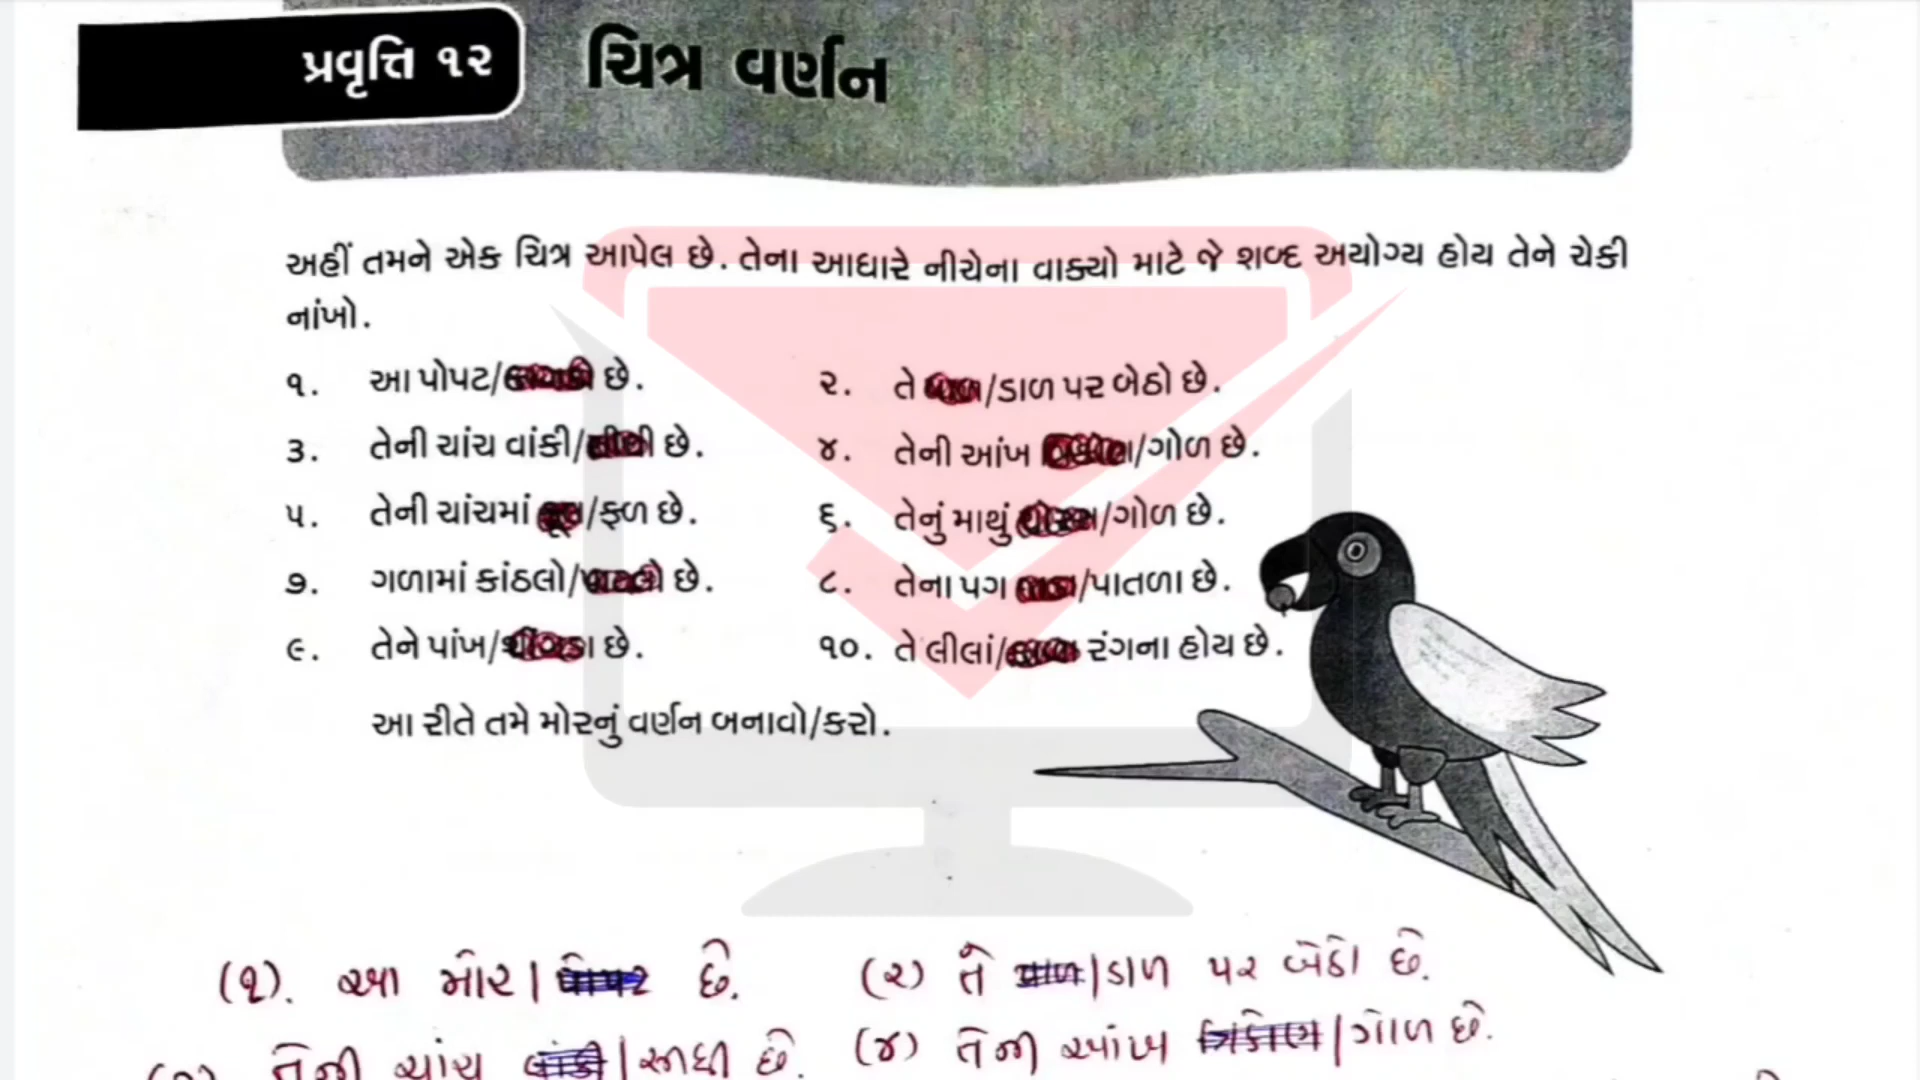 પ્રવૃત્તિ ૧૨ ચિત્ર વર્ણન
અહીં તમને એક ચિત્ર આપેલ છે. તેના આધારે નીચેના વાક્યો માટે જે શબ્દ અયોગ્ય હોય તેને ચેકી
નાંખો.
૧. આ પોપટ/ છે. ૨. તે /ડાળ પર બેઠો છે.
૩. તેની ચાંચ વાંકી/ છે. ૪. તેની આંખ /ગોળ છે.
૫. તેની ચાંચમાં /ફળ છે. ૬. તેનું માથું /ગોળ છે.
૭. ગળામાં કાંઠલો/ છે. ૮. તેના પગ /પાતળા છે.
૯. તેને પાંખ/ છે. ૧૦. તે લીલાં/ રંગના હોય છે.
આ રીતે તમે મોરનું વર્ણન બનાવો/કરો.
(૧). આ મોર/પોપટ છે. (૨) તે /ડાળ પર બેઠો છે.
તેની ચાંચ વાંકી/સીધી છે. (૪) તેની આંખ ત્રિકોણ/ગોળ છે.